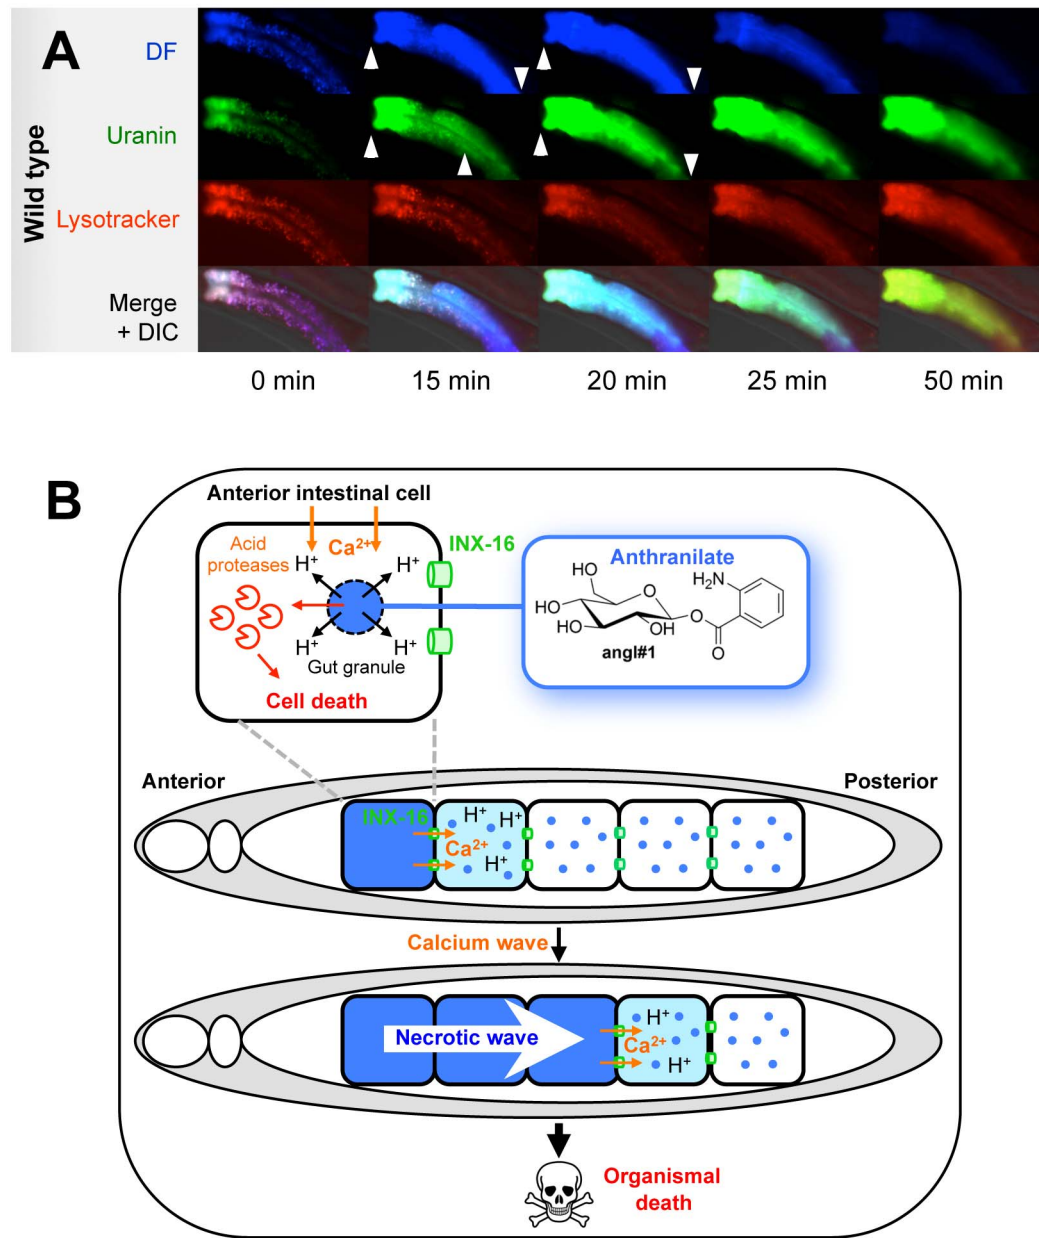 A
Wild type
DF
Uranin
Lysotracker
Merge
+ DIC
0 min
15 min
20 min
25 min
50 min
B
Anterior intestinal cell
Acid
proteases
H⁺
Ca²⁺
H⁺
INX-16
H⁺
H⁺
Gut granule
Cell death
Anthranilate
HO
HO
HO
OH
O
O
O
H₂N
angl#1
Anterior
Posterior
INX-16
H⁺
H⁺
Ca²⁺
H⁺
Calcium wave
Necrotic wave
H⁺
Ca²⁺
H⁺
Organismal
death